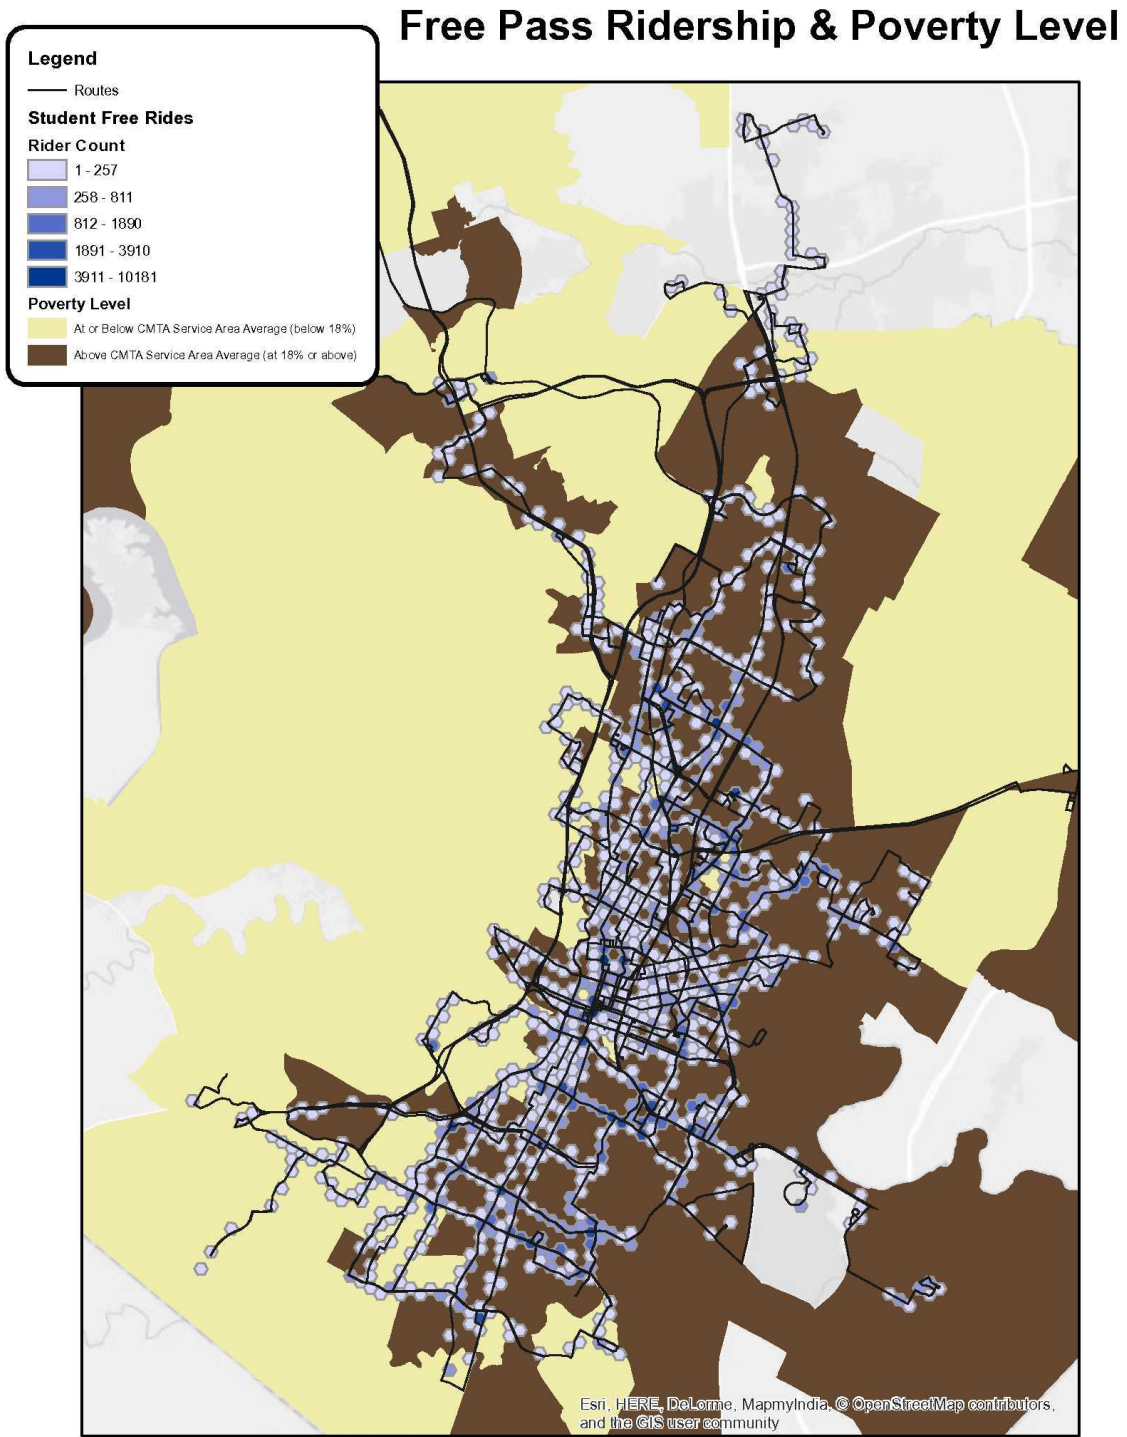 Free Pass Ridership & Poverty Level
Legend
Routes
Student Free Rides
Rider Count
1 - 257
258 - 811
812 - 1890
1891 - 3910
3911 - 10181
Poverty Level
At or Below CMTA Service Area Average (below 18%)
Above CMTA Service Area Average (at 18% or above)
Esri, HERE, DeLorme, MapmyIndia, © OpenStreetMap contributors,
and the GIS user community